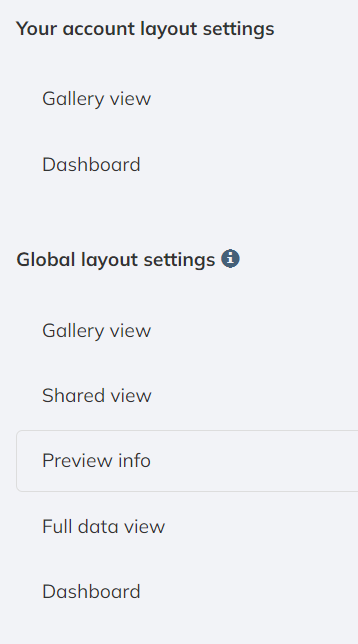 Your account layout settings
Gallery view
Dashboard
Global layout settings
Gallery view
Shared view
Preview info
Full data view
Dashboard